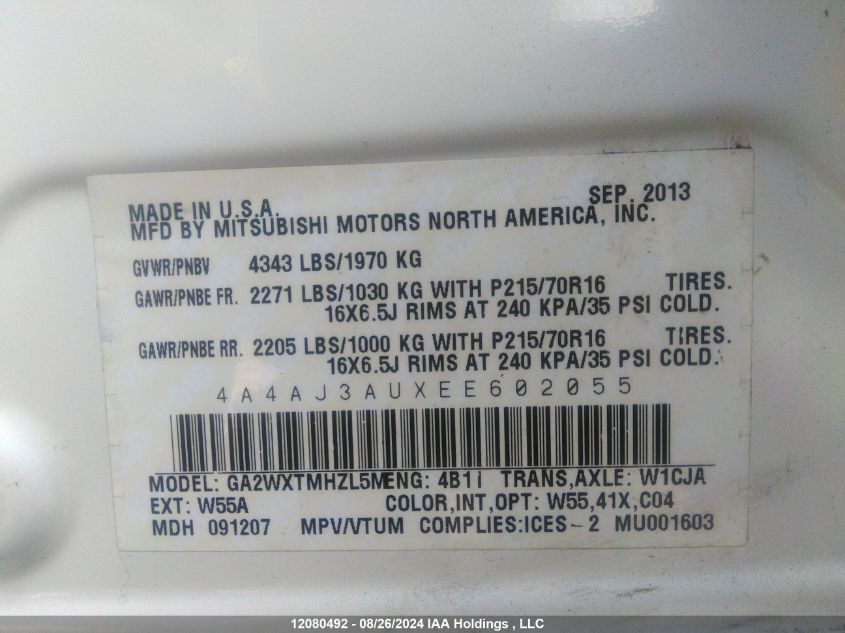 SEP. 2013
MADE IN U.S.A.
MFD BY MITSUBISHI MOTORS NORTH AMERICA, INC.
GVWR/PNBV 4343 LBS/1970 KG
GAWR/PNBE FR. 2271 LBS/1030 KG WITH P215/70R16 TIRES.
16X6.5J RIMS AT 240 KPA/35 PSI COLD.
GAWR/PNBE RR. 2205 LBS/1000 KG WITH P215/70R16 TIRES.
16X6.5J RIMS AT 240 KPA/35 PSI COLD.
4A4AJ3AUXEE602055
MODEL: GA2WXTMHZL5M ENG: 4B11 TRANS,AXLE: W1CJA
EXT: W55A COLOR,INT,OPT: W55,41X,C04
MDH 091207 MPV/VTUM COMPLIES:ICES-2 MU001603
12080492 - 08/26/2024 IAA Holdings , LLC